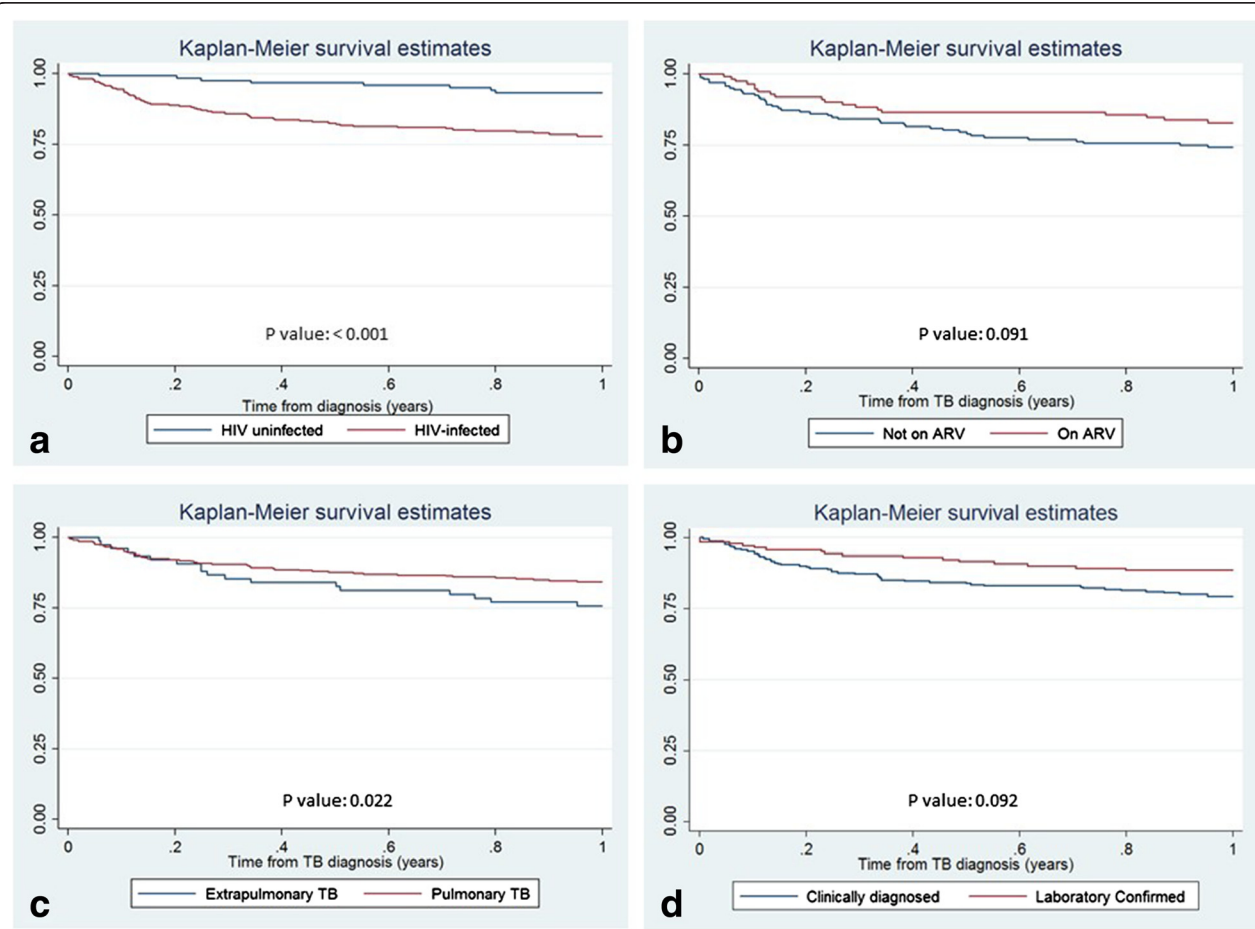 Kaplan-Meier survival estimates
1.00
0.75
0.50
0.25
0.00
P value: < 0.001
0 .2 .4 .6 .8 1
Time from diagnosis (years)
HIV uninfected HIV-infected
a
Kaplan-Meier survival estimates
1.00
0.75
0.50
0.25
0.00
P value: 0.091
0 .2 .4 .6 .8 1
Time from TB diagnosis (years)
Not on ARV On ARV
b
Kaplan-Meier survival estimates
1.00
0.75
0.50
0.25
0.00
P value: 0.022
0 .2 .4 .6 .8 1
Time from TB diagnosis (years)
Extrapulmonary TB Pulmonary TB
c
Kaplan-Meier survival estimates
1.00
0.75
0.50
0.25
0.00
P value: 0.092
0 .2 .4 .6 .8 1
Time from TB diagnosis (years)
Clinically diagnosed Laboratory Confirmed
d